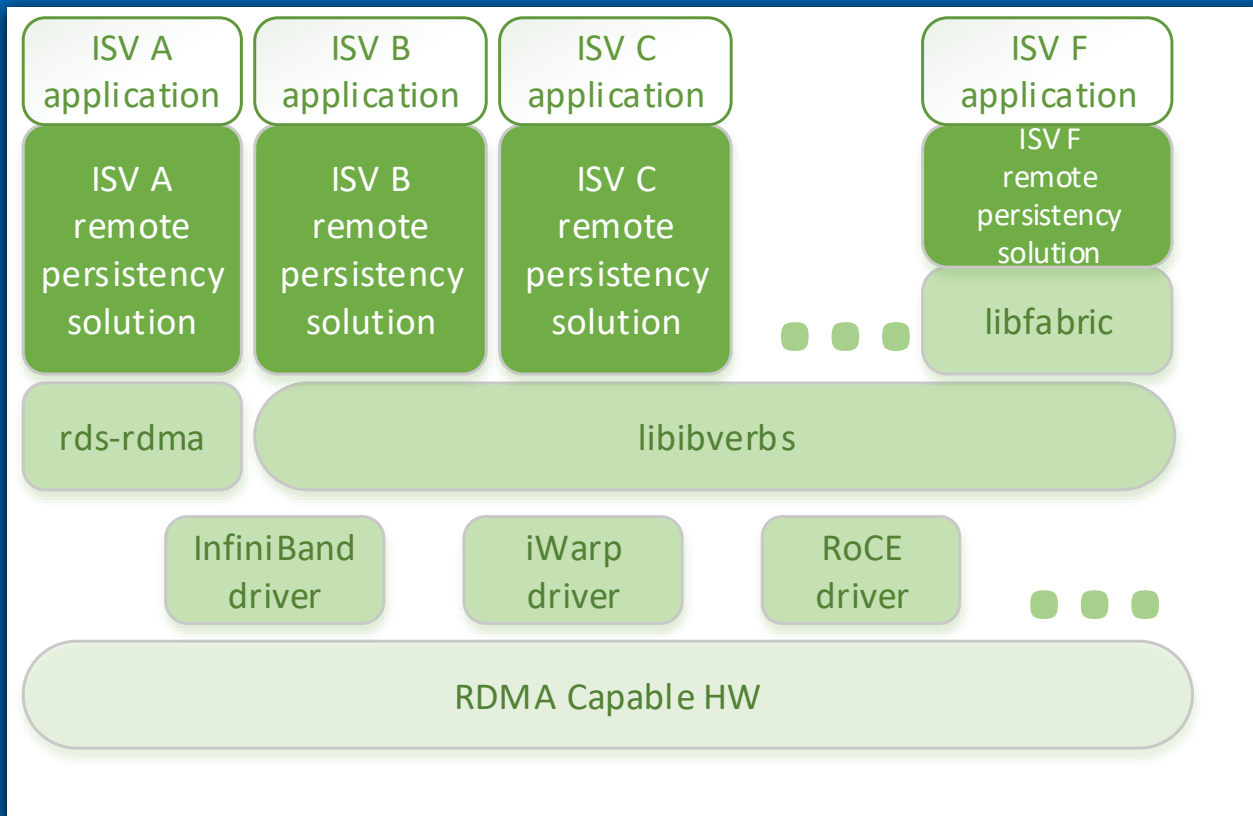 ISV A
application
ISV B
application
ISV C
application
ISV F
application
ISV A
remote
persistency
solution
ISV B
remote
persistency
solution
ISV C
remote
persistency
solution
ISV F
remote
persistency
solution
libfabric
rds-rdma
libibverbs
InfiniBand
driver
iWarp
driver
RoCE
driver
RDMA Capable HW